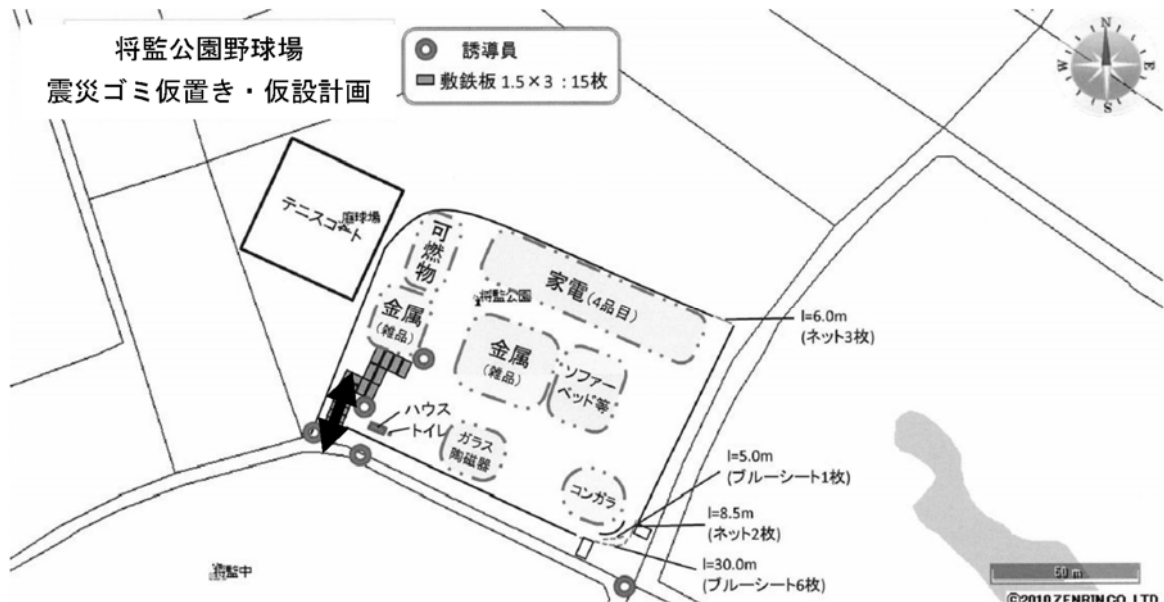 将監公園野球場
震災ゴミ仮置き・仮設計画
誘導員
敷鉄板 1.5×3 : 15枚
N
W
E
S
テニスコート
庭球場
可燃物
家電(4品目)
将監公園
金属
(雑品)
金属
(雑品)
ソファー
ベッド等
l=6.0m
(ネット3枚)
ハウス
トイレ
ガラス
陶磁器
コンガラ
l=5.0m
(ブルーシート1枚)
l=8.5m
(ネット2枚)
l=30.0m
(ブルーシート6枚)
将監中
50 m
©2010 ZENRIN CO., LTD